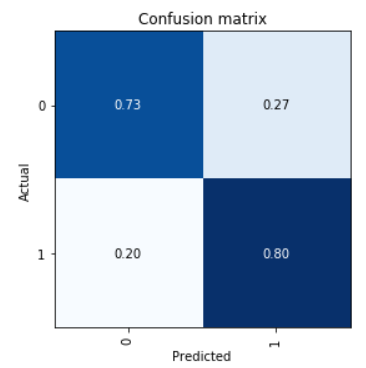 Confusion matrix
0
0.73
0.27
Actual
1
0.20
0.80
0
1
Predicted